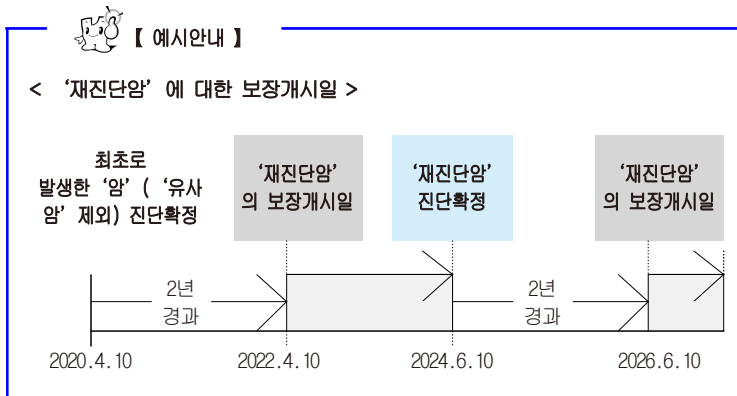 【 예시안내 】
< ‘재진단암’ 에 대한 보장개시일 >
최초로
발생한 ‘암’ ( ‘유사
암’ 제외) 진단확정
‘재진단암’
의 보장개시일
‘재진단암’
진단확정
‘재진단암’
의 보장개시일
2년
경과
2년
경과
2020.4.10
2022.4.10
2024.6.10
2026.6.10